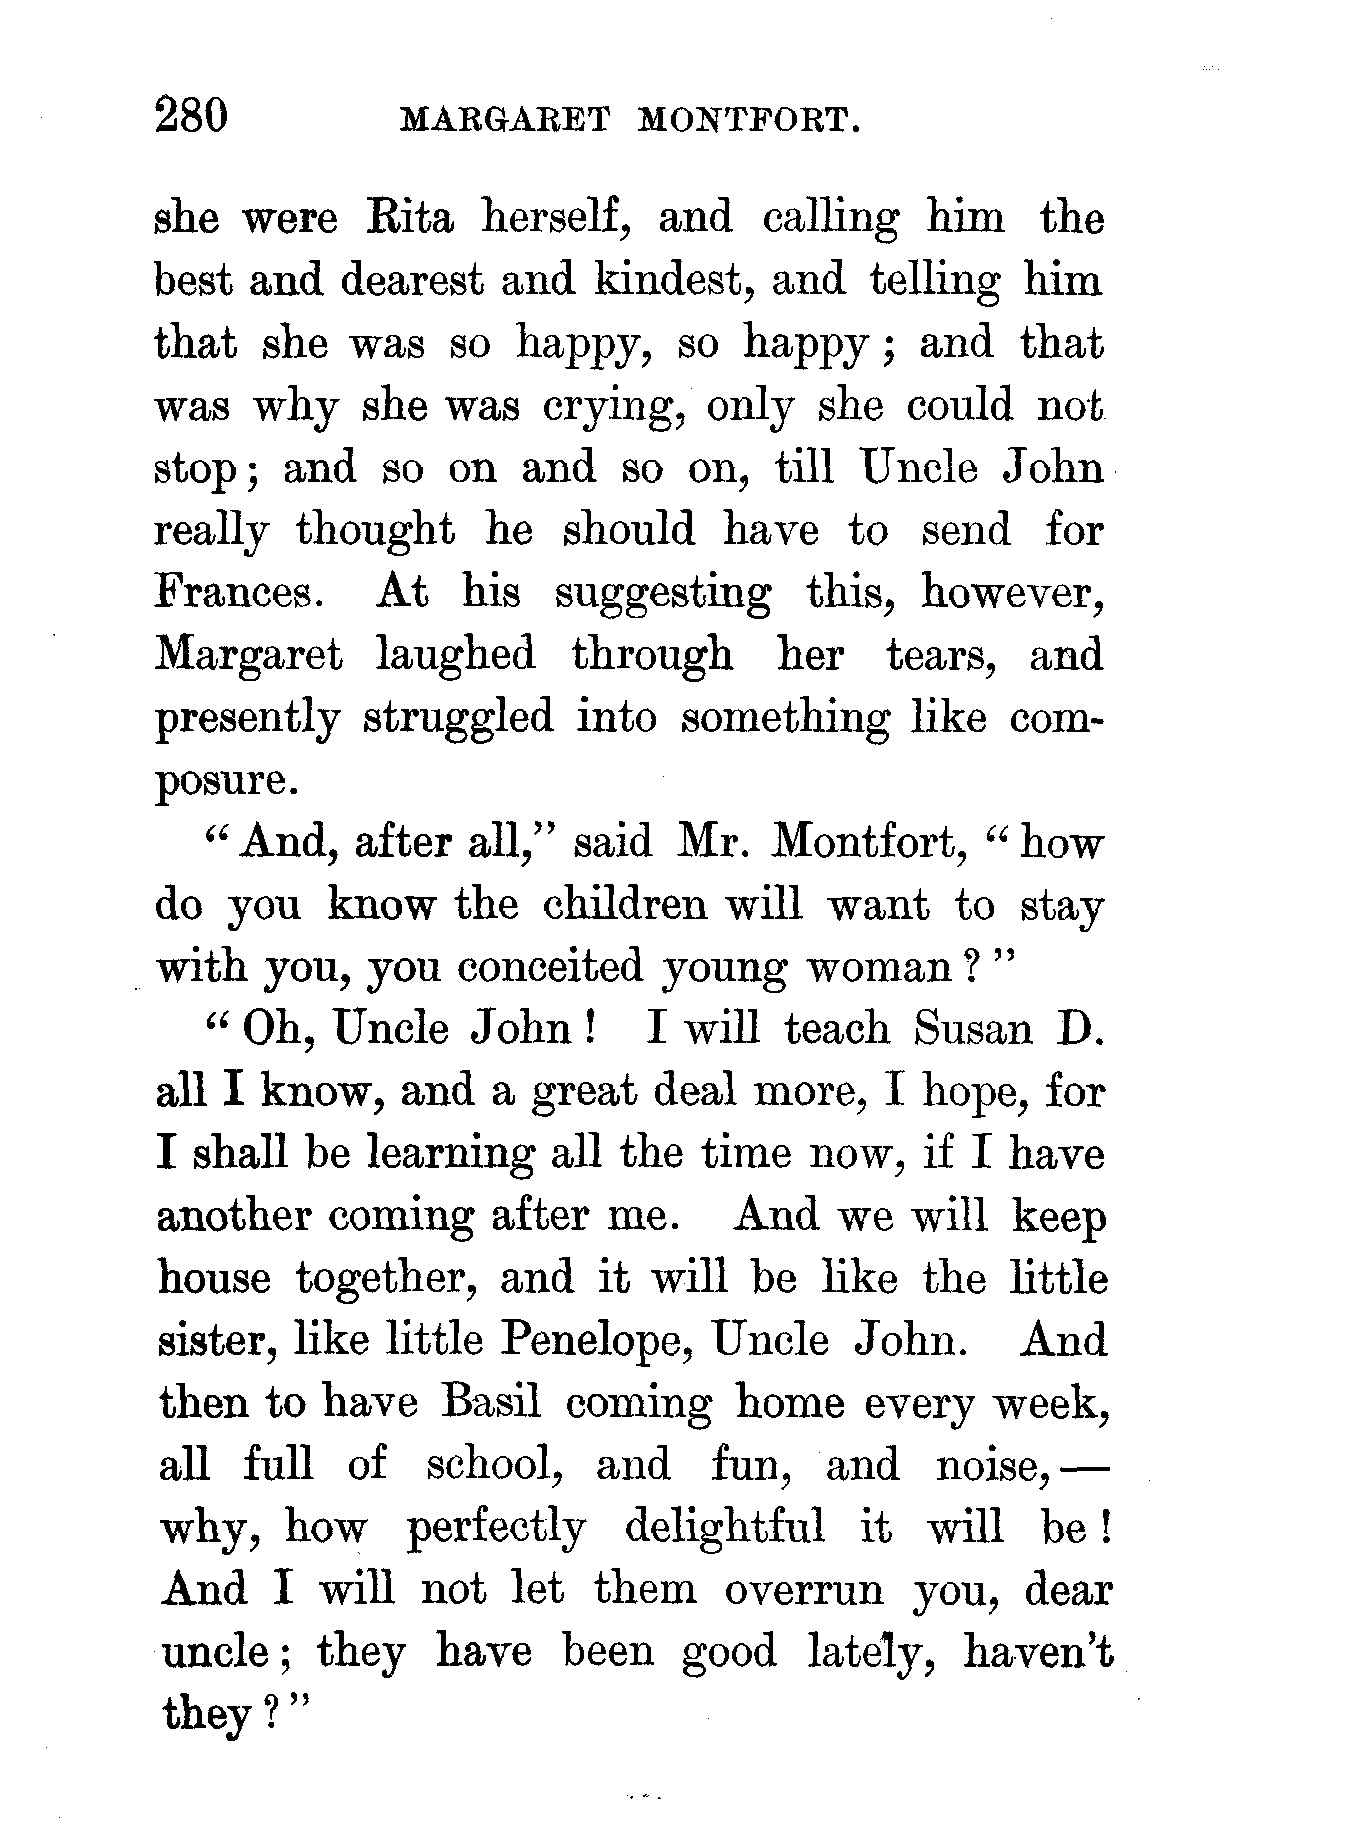 280 MARGARET MONTFORT.
she were Rita herself, and calling him the
best and dearest and kindest, and telling him
that she was so happy, so happy; and that
was why she was crying, only she could not
stop; and so on and so on, till Uncle John
really thought he should have to send for
Frances. At his suggesting this, however,
Margaret laughed through her tears, and
presently struggled into something like com-
posure.
"And, after all," said Mr. Montfort, "how
do you know the children will want to stay
with you, you conceited young woman?"
"Oh, Uncle John! I will teach Susan D.
all I know, and a great deal more, I hope, for
I shall be learning all the time now, if I have
another coming after me. And we will keep
house together, and it will be like the little
sister, like little Penelope, Uncle John. And
then to have Basil coming home every week,
all full of school, and fun, and noise,—
why, how perfectly delightful it will be!
And I will not let them overrun you, dear
uncle; they have been good lately, haven't
they?"